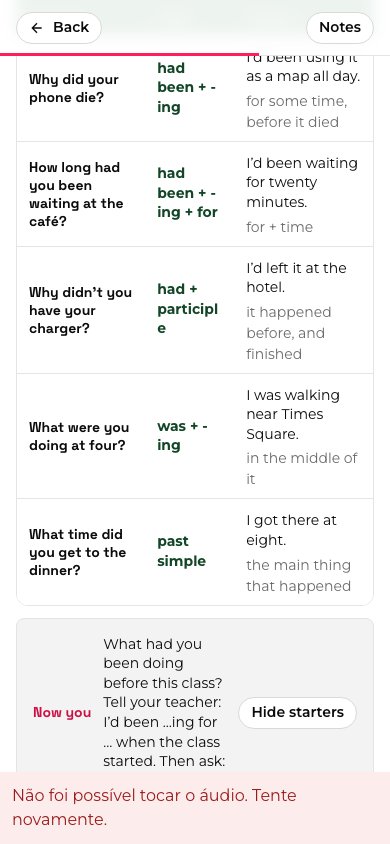 ← Back
Notes
Why did your
phone die?
had
been + -
ing
I'd been using it
as a map all day.
for some time,
before it died
How long had
you been
waiting at the
café?
had
been + -
ing + for
I'd been waiting
for twenty
minutes.
for + time
Why didn't you
have your
charger?
had +
participl
e
I'd left it at the
hotel.
it happened
before, and
finished
What were you
doing at four?
was + -
ing
I was walking
near Times
Square.
in the middle of
it
What time did
you get to the
dinner?
past
simple
I got there at
eight.
the main thing
that happened
Now you
What had you
been doing
before this class?
Tell your teacher:
I'd been ...ing for
... when the class
started. Then ask:
Hide starters
Não foi possível tocar o áudio. Tente
novamente.